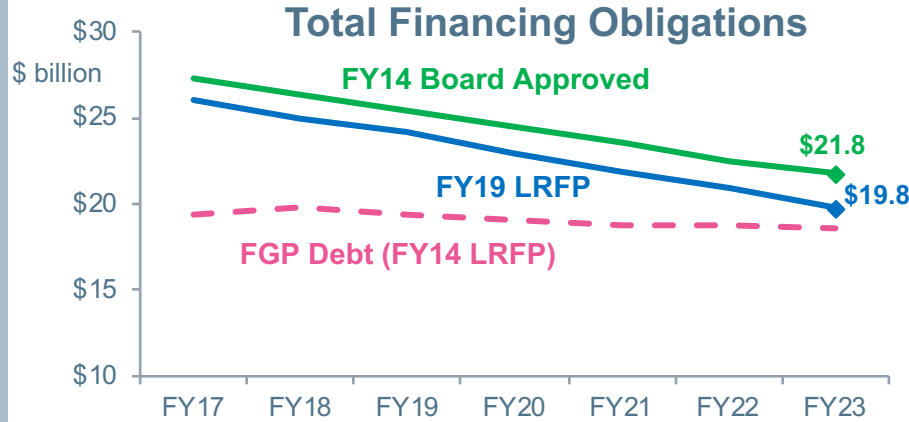 Total Financing Obligations
$30
$ billion
FY14 Board Approved
$25
$21.8
FY19 LRFP
$19.8
$20
FGP Debt (FY14 LRFP)
$15
$10
FY17 FY18 FY19 FY20 FY21 FY22 FY23